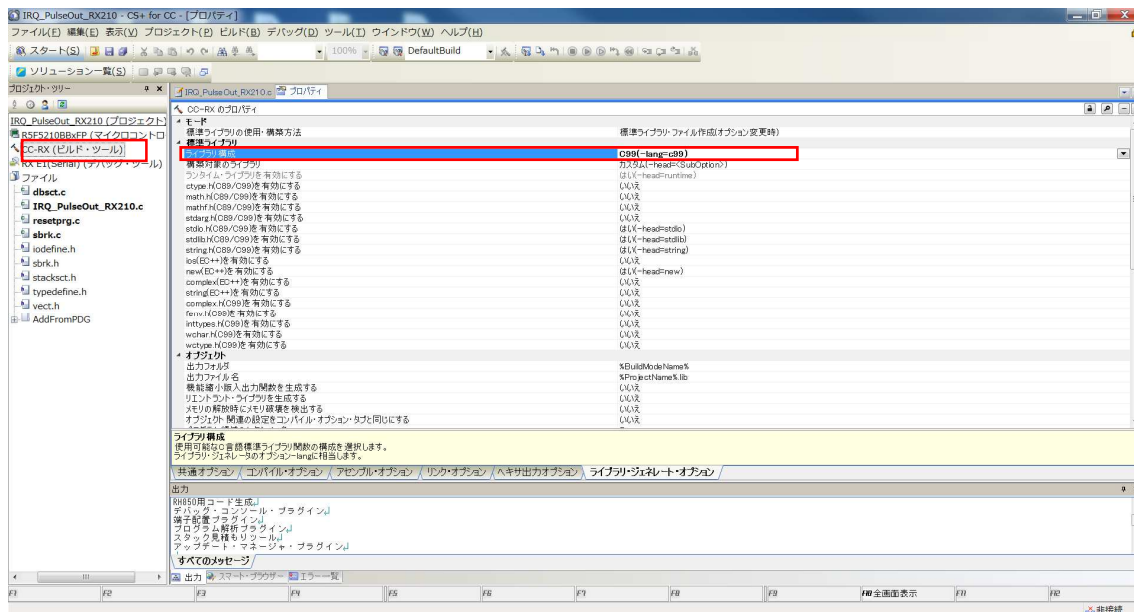 IRQ_PulseOut_RX210 - CS+ for CC - [プロパティ]
ファイル(F) 編集(E) 表示(V) プロジェクト(P) ビルド(B) デバッグ(D) ツール(T) ウインドウ(W) ヘルプ(H)
スタート(S) 100% DefaultBuild
ソリューション一覧(S)
プロジェクト・ツリー
IRQ_PulseOut_RX210.c プロパティ
IRQ_PulseOut_RX210 (プロジェクト)
R5F5210BBxFP (マイクロコントロ
CC-RX (ビルド・ツール)
RX E1(Serial) (デバッグ・ツール)
ファイル
dbsct.c
IRQ_PulseOut_RX210.c
resetprg.c
sbrk.c
iodefine.h
sbrk.h
stacksct.h
typedefine.h
vect.h
AddFromPDG
CC-RX のプロパティ
モード
標準ライブラリの使用・構築方法 標準ライブラリ・ファイル作成(オプション変更時)
標準ライブラリ
ライブラリ構成 C99(-lang=c99)
構築対象のライブラリ カスタム(-head=<SubOption>)
ランタイム・ライブラリを有効にする はい(-head=runtime)
ctype.h(C89/C99)を有効にする いいえ
math.h(C89/C99)を有効にする いいえ
mathf.h(C89/C99)を有効にする いいえ
stdarg.h(C89/C99)を有効にする いいえ
stdio.h(C89/C99)を有効にする はい(-head=stdio)
stdlib.h(C89/C99)を有効にする はい(-head=stdlib)
string.h(C89/C99)を有効にする はい(-head=string)
ios(EC++)を有効にする いいえ
new(EC++)を有効にする はい(-head=new)
complex(EC++)を有効にする いいえ
string(EC++)を有効にする いいえ
complex.h(C99)を有効にする いいえ
fenv.h(C99)を有効にする いいえ
inttypes.h(C99)を有効にする いいえ
wchar.h(C99)を有効にする いいえ
wctype.h(C99)を有効にする いいえ
オブジェクト
出力フォルダ %BuildModeName%
出力ファイル名 %ProjectName%.lib
機能縮小版入出力関数を生成する いいえ
リエントラント・ライブラリを生成する いいえ
メモリの解放時にメモリ破壊を検出する いいえ
オブジェクト関連の設定をコンパイル・オプション・タブと同じにする いいえ
ライブラリ構成
使用可能なC言語標準ライブラリ関数の構成を選択します。
ライブラリ・ジェネレータのオプション-langに相当します。
共通オプション コンパイル・オプション アセンブル・オプション リンク・オプション ヘキサ出力オプション ライブラリ・ジェネレート・オプション
出力
RH850用コード生成↓
デバッグ・コンソール・プラグイン↓
端子配置プラグイン↓
プログラム解析プラグイン↓
スタック見積もりツール↓
アップデート・マネージャ・プラグイン↓
すべてのメッセージ
出力 スマート・ブラウザー エラー一覧
F1 F2 F3 F4 F5 F6 F7 F8 F9 F10 全画面表示 F11 F12
非接続